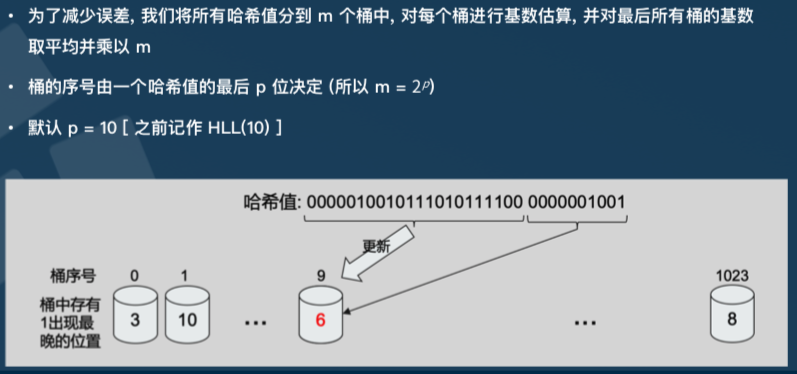 • 为了减少误差, 我们将所有哈希值分到 m 个桶中, 对每个桶进行基数估算, 并对最后所有桶的基数
取平均并乘以 m
• 桶的序号由一个哈希值的最后 p 位决定 (所以 m = 2ᵖ)
• 默认 p = 10 [ 之前记作 HLL(10) ]
哈希值: 0000010010111010111100 0000001001
更新
桶序号 0 1 9 1023
桶中存有
1出现最
晚的位置
3 10 ... 6 ... 8